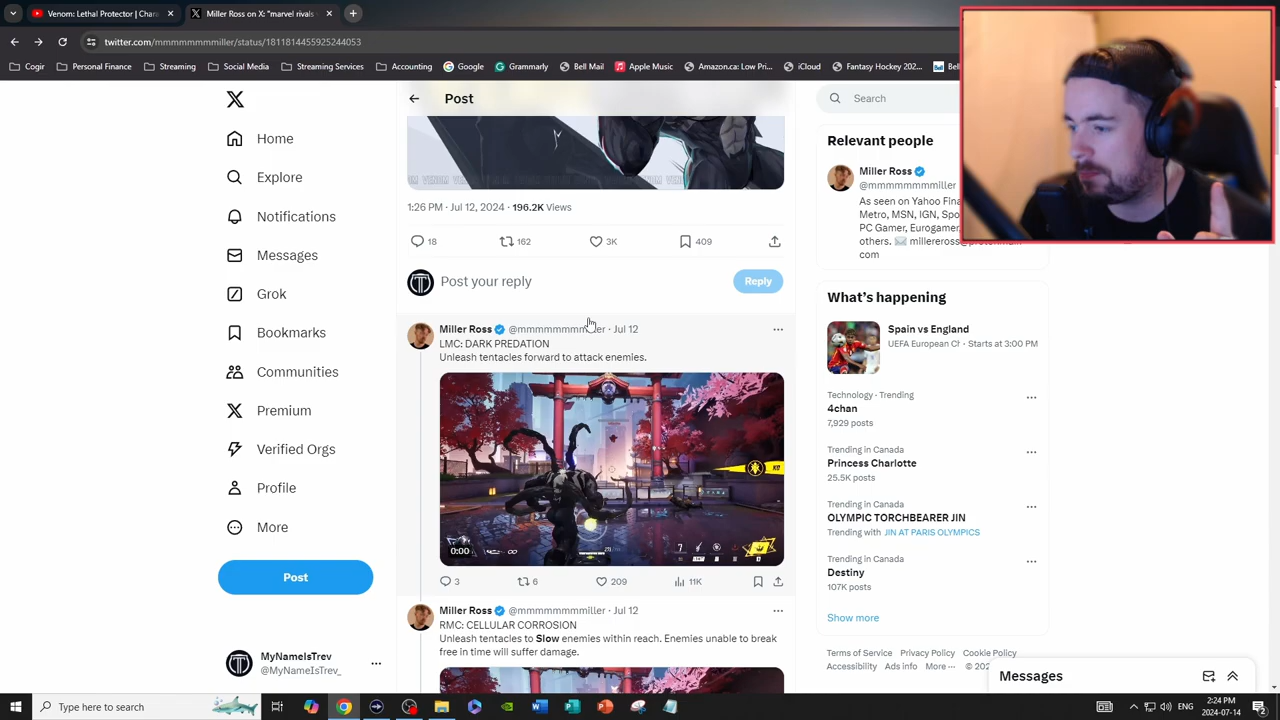 Venom: Lethal Protector | Char
Miller Ross on X: "marvel rivals
twitter.com/mmmmmmmiller/status/1811814455925244053
Cogir
Personal Finance
Streaming
Social Media
Streaming Services
Accounting
Google
Grammarly
Bell Mail
Apple Music
Amazon.ca: Low Pri...
iCloud
Fantasy Hockey 202...
Bell
Home
Explore
Notifications
Messages
Grok
Bookmarks
Communities
Premium
Verified Orgs
Profile
More
Post
MyNameIsTrev
@MyNameIsTrev_
Post
1:26 PM · Jul 12, 2024 · 196.2K Views
18
162
3K
409
Post your reply
Reply
Miller Ross @mmmmmmmiller · Jul 12
LMC: DARK PREDATION
Unleash tentacles forward to attack enemies.
KO
0:00
3
6
209
11K
Miller Ross @mmmmmmmiller · Jul 12
RMC: CELLULAR CORROSION
Unleash tentacles to Slow enemies within reach. Enemies unable to break
free in time will suffer damage.
Search
Relevant people
Miller Ross
@mmmmmmmiller
As seen on Yahoo Fina
Metro, MSN, IGN, Spo
PC Gamer, Eurogamer,
others.
com
What's happening
Spain vs England
UEFA European Ch · Starts at 3:00 PM
Technology · Trending
4chan
7,929 posts
Trending in Canada
Princess Charlotte
25.5K posts
Trending in Canada
OLYMPIC TORCHBEARER JIN
Trending with JIN AT PARIS OLYMPICS
Trending in Canada
Destiny
107K posts
Show more
Terms of Service Privacy Policy Cookie Policy
Accessibility Ads info More ··· © 202
Messages
Type here to search
2:24 PM
2024-07-14